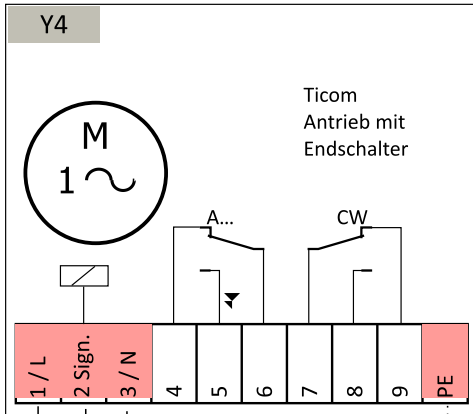 Y4
Ticom
Antrieb mit
Endschalter
M
1
A...
CW
1 / L
2 Sign.
3 / N
4
5
6
7
8
9
PE